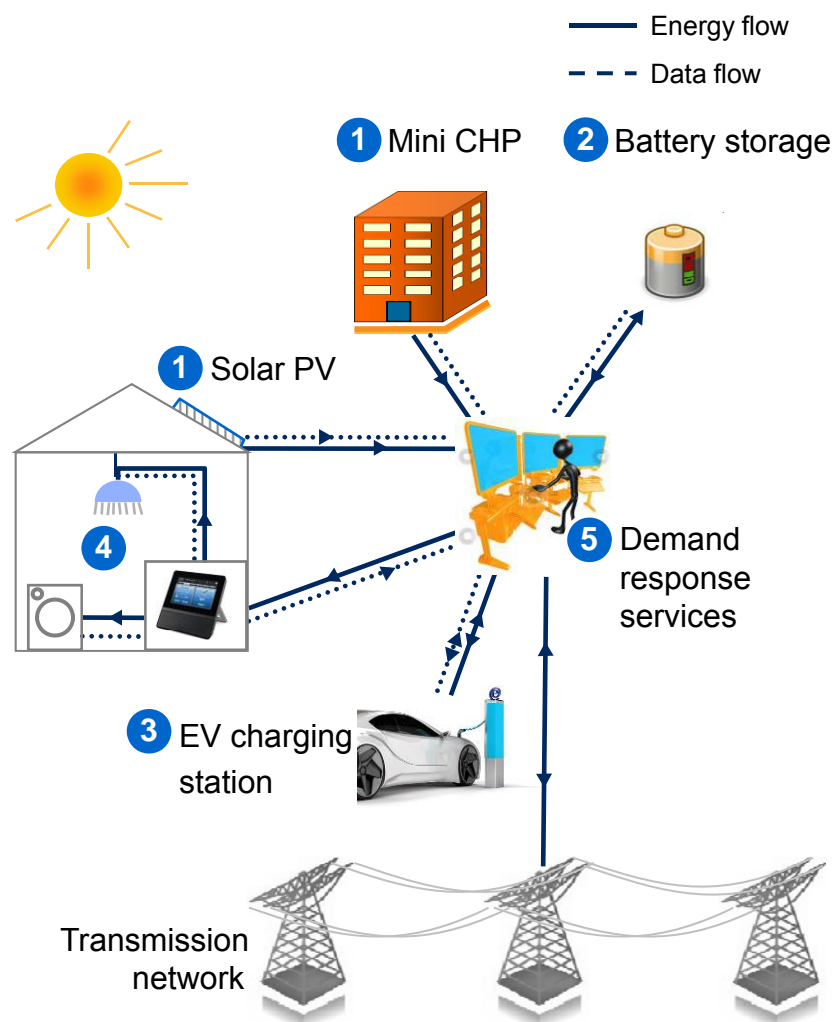 Energy flow
Data flow
1 Mini CHP
2 Battery storage
1 Solar PV
4
5 Demand
response
services
3 EV charging
station
Transmission
network